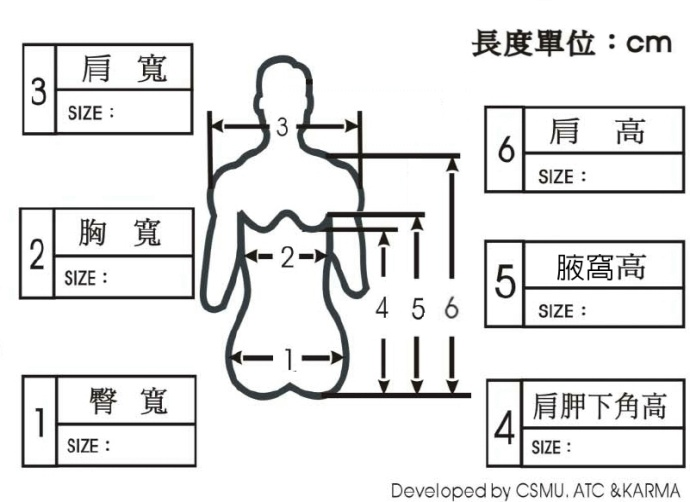 長度單位：cm
3
肩 寬
SIZE：
2
胸 寬
SIZE：
1
臀 寬
SIZE：
3
2
1
4
5
6
6
肩 高
SIZE：
5
腋窩高
SIZE：
4
肩胛下角高
SIZE：
Developed by CSMU, ATC &KARMA